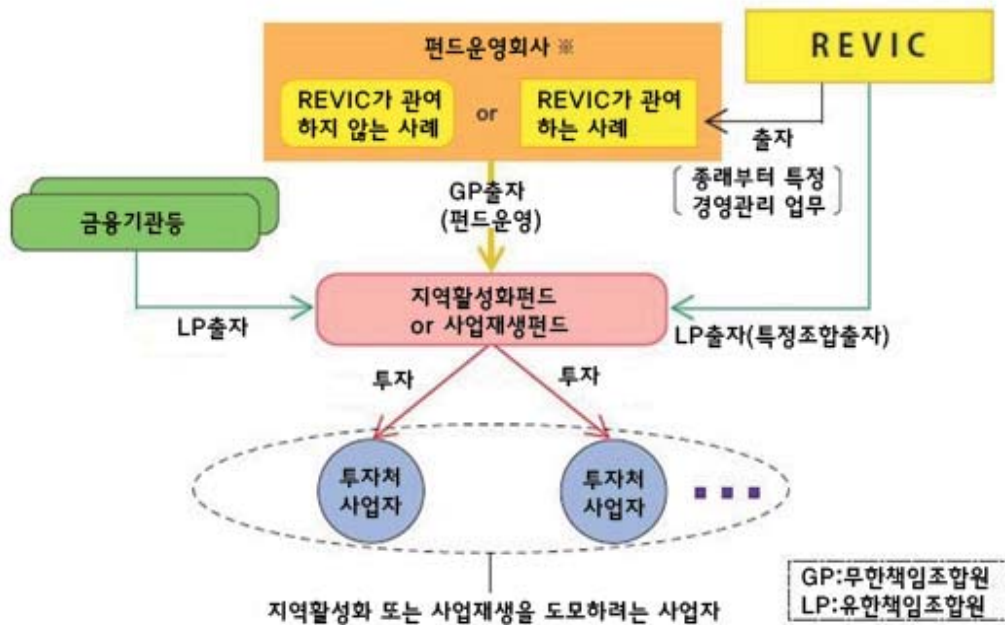 펀드운영회사 ※
REVIC
REVIC가 관여
하지 않는 사례
or
REVIC가 관여
하는 사례
출자
종래부터 특정
경영관리 업무
GP출자
(펀드운영)
금융기관등
지역활성화펀드
or 사업재생펀드
LP출자
LP출자(특정조합출자)
투자
투자
투자처
사업자
투자처
사업자
지역활성화 또는 사업재생을 도모하려는 사업자
GP:무한책임조합원
LP:유한책임조합원